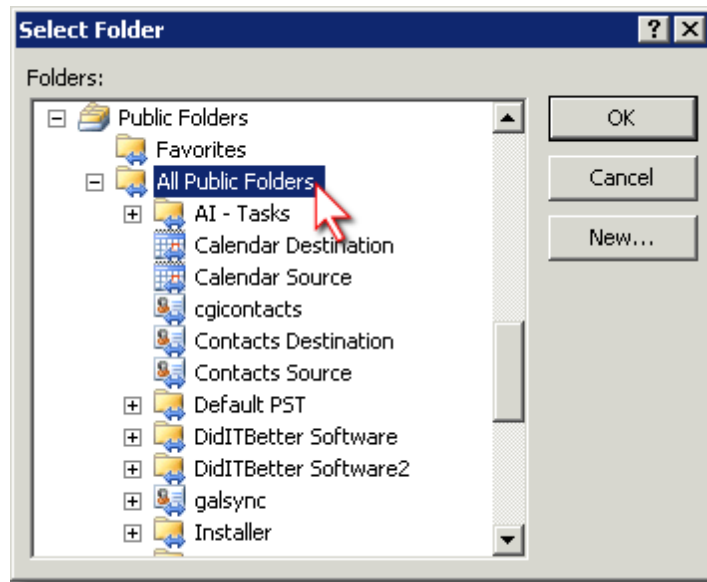 Select Folder
Folders:
Public Folders
Favorites
All Public Folders
AI - Tasks
Calendar Destination
Calendar Source
cgicontacts
Contacts Destination
Contacts Source
Default PST
DidITBetter Software
DidITBetter Software2
galsync
Installer
OK
Cancel
New...